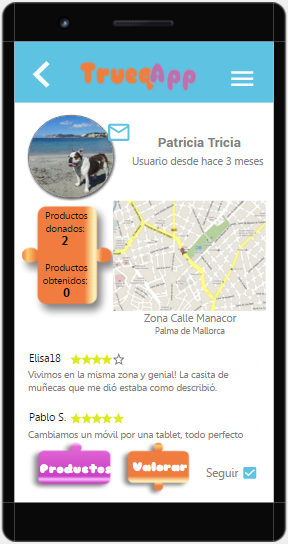 TrueqApp
Patricia Tricia
Usuario desde hace 3 meses
Productos
donados:
2
Productos
obtenidos:
0
Zona Calle Manacor
Palma de Mallorca
Elisa18
Vivimos en la misma zona y genial! La casita de
muñecas que me dió estaba como describió.
Pablo S.
Cambiamos un móvil por una tablet, todo perfecto
Productos
Valorar
Seguir